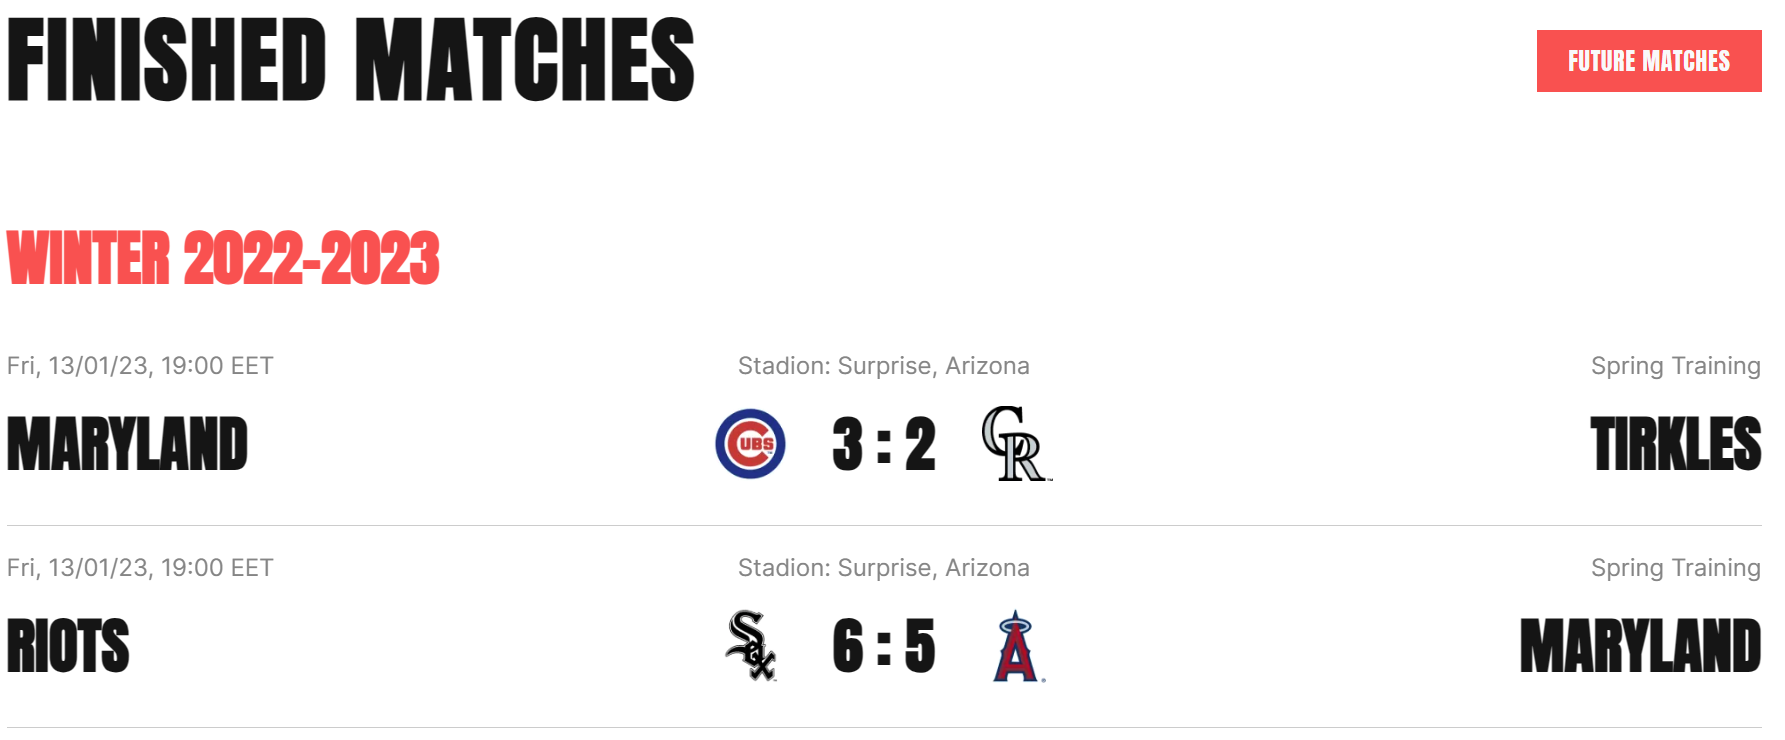 FINISHED MATCHES
FUTURE MATCHES
WINTER 2022-2023
Fri, 13/01/23, 19:00 EET
Stadion: Surprise, Arizona
Spring Training
MARYLAND
CUBS
3 : 2
CR
TM
TIRKLES
Fri, 13/01/23, 19:00 EET
Stadion: Surprise, Arizona
Spring Training
RIOTS
Sox
6 : 5
A
®
MARYLAND